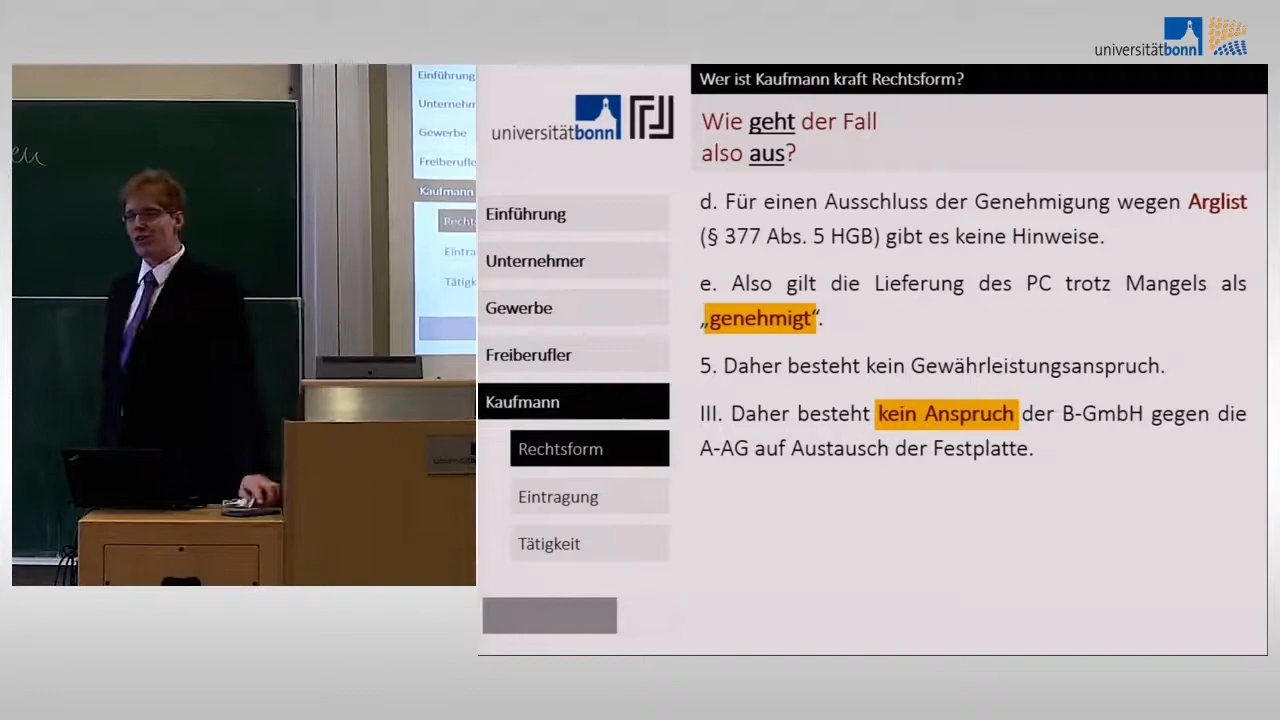 universitätbonn
Einführung
Gewerbe
Kaufmann
Wer ist Kaufmann kraft Rechtsform?
universitätbonn
Wie geht der Fall
also aus?
Einführung
Unternehmer
Gewerbe
Freiberufler
Kaufmann
Rechtsform
Eintragung
Tätigkeit
d. Für einen Ausschluss der Genehmigung wegen Arglist
(§ 377 Abs. 5 HGB) gibt es keine Hinweise.
e. Also gilt die Lieferung des PC trotz Mangels als
„genehmigt“.
5. Daher besteht kein Gewährleistungsanspruch.
III. Daher besteht kein Anspruch der B-GmbH gegen die
A-AG auf Austausch der Festplatte.